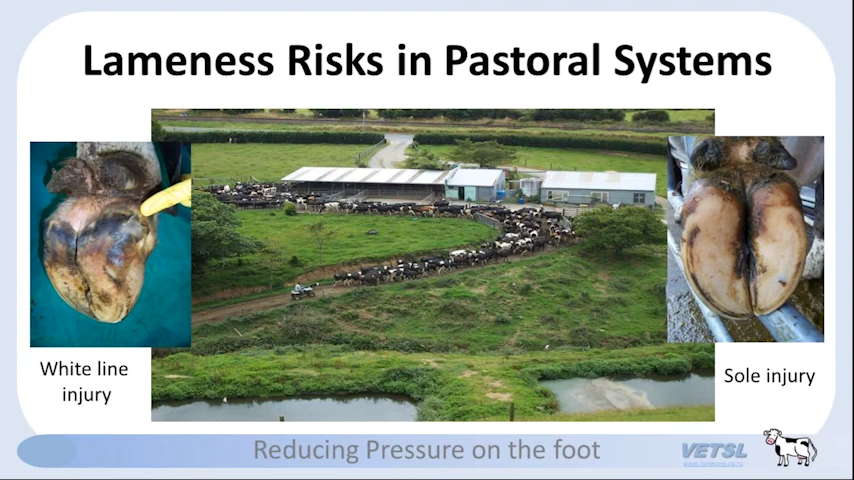 Lameness Risks in Pastoral Systems
White line
injury
Sole injury
Reducing Pressure on the foot
VETSL